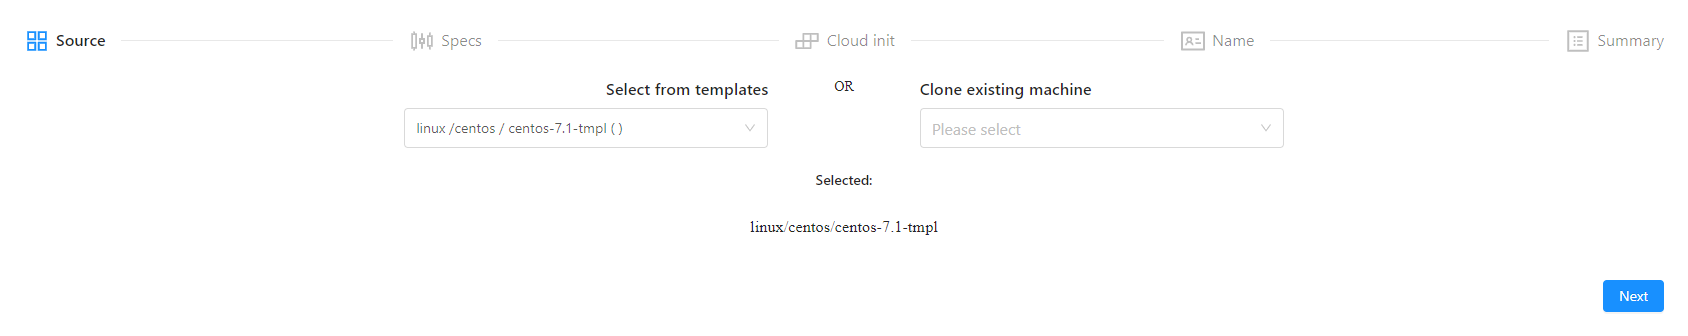 Source
Specs
Cloud init
Name
Summary
Select from templates
OR
Clone existing machine
linux /centos / centos-7.1-tmpl ( )
Please select
Selected:
linux/centos/centos-7.1-tmpl
Next